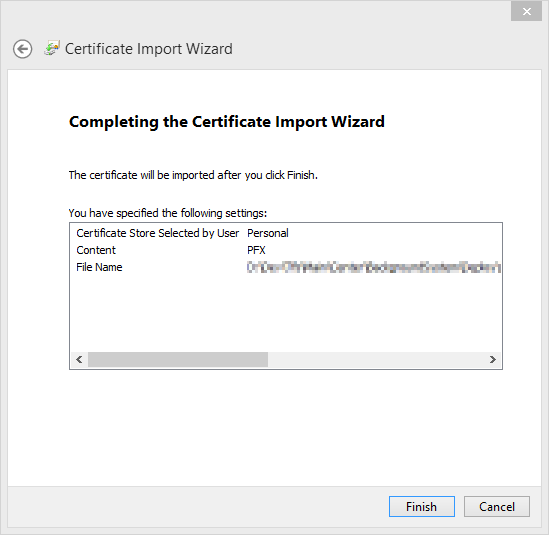 Certificate Import Wizard
Completing the Certificate Import Wizard
The certificate will be imported after you click Finish.
You have specified the following settings:
Certificate Store Selected by User Personal
Content PFX
File Name
Finish Cancel